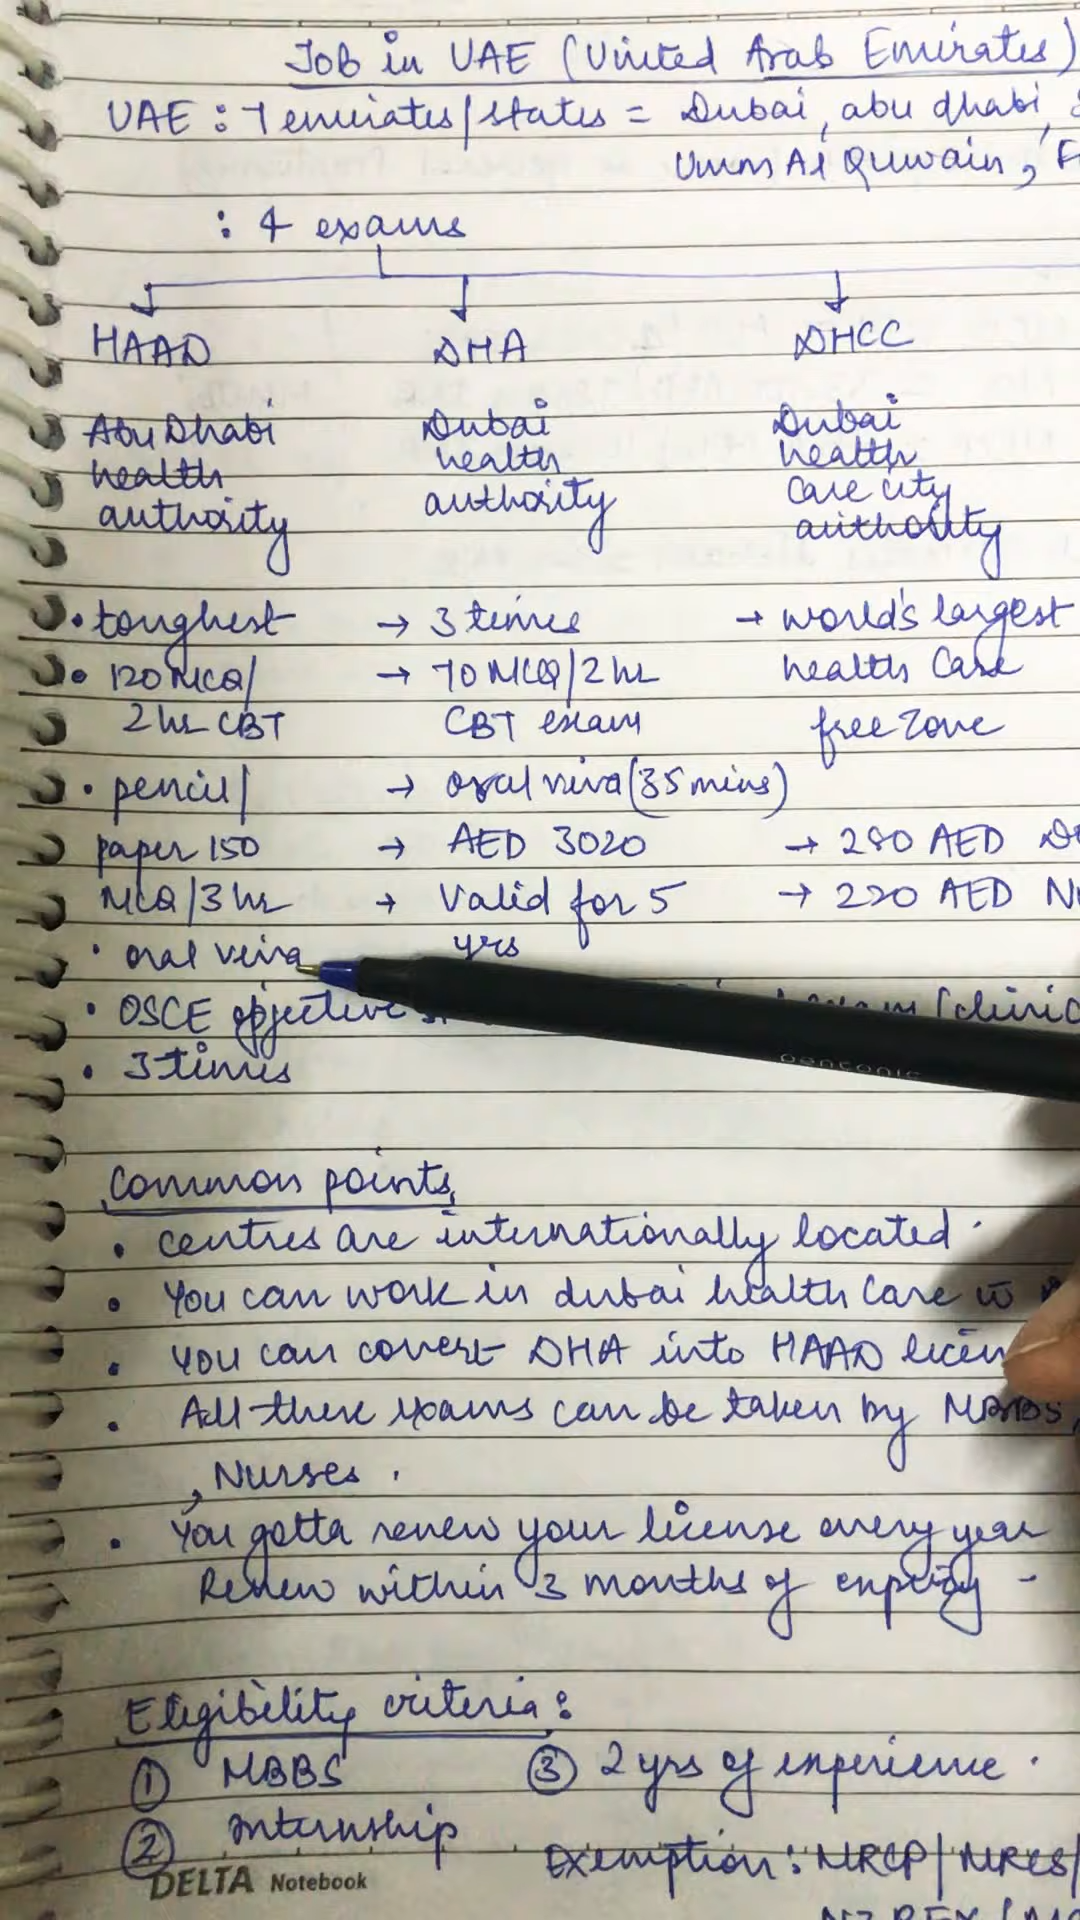 Job in UAE (United Arab Emirates)
UAE : 7 emirates/states = Dubai, abu dhabi,
Umm Al Quwain,
: 4 exams
HAAD DHA DHCC
Abu Dhabi Dubai Dubai
health health health
authority authority care city
authority
• toughest → 3 times → world's largest
• 120 MCQ/ → 70 MCQ/2 hr health Care
2 hr CBT CBT exam free zone
• pencil/ → oral viva (35 mins)
paper 150 → AED 3020 → 280 AED
MCQ/3 hr → Valid for 5 → 220 AED
• oral viva yrs
• OSCE objective exam (clinic
• 3 times
Common points
• centres are internationally located.
• You can work in dubai health care
• You can covert DHA into HAAD licen
• All these exams can be taken by MBBS,
, Nurses.
• You gotta renew your license every year
Renew within 3 months of
Eligibility criteria :
① MBBS ③ 2 yrs of experience.
② Internship
Exemption : MRCP/MRCS/
DELTA Notebook
pentonic